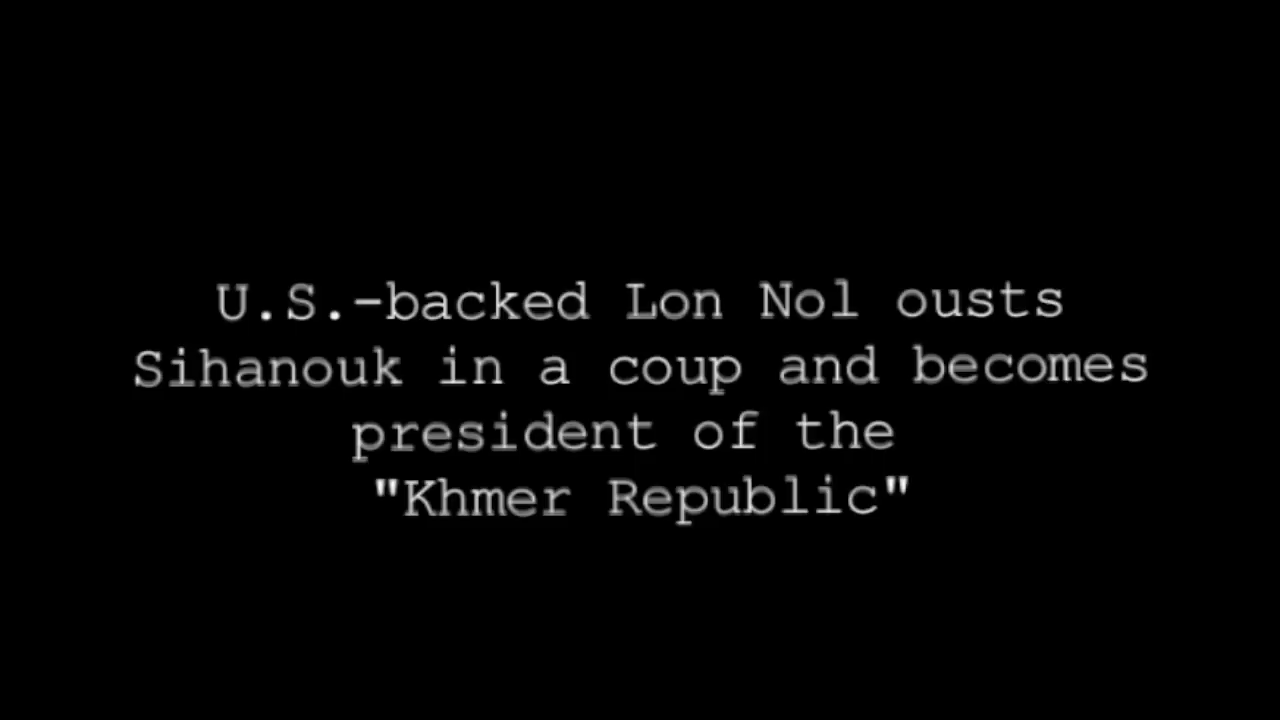 U.S.-backed Lon Nol ousts
Sihanouk in a coup and becomes
president of the
"Khmer Republic"